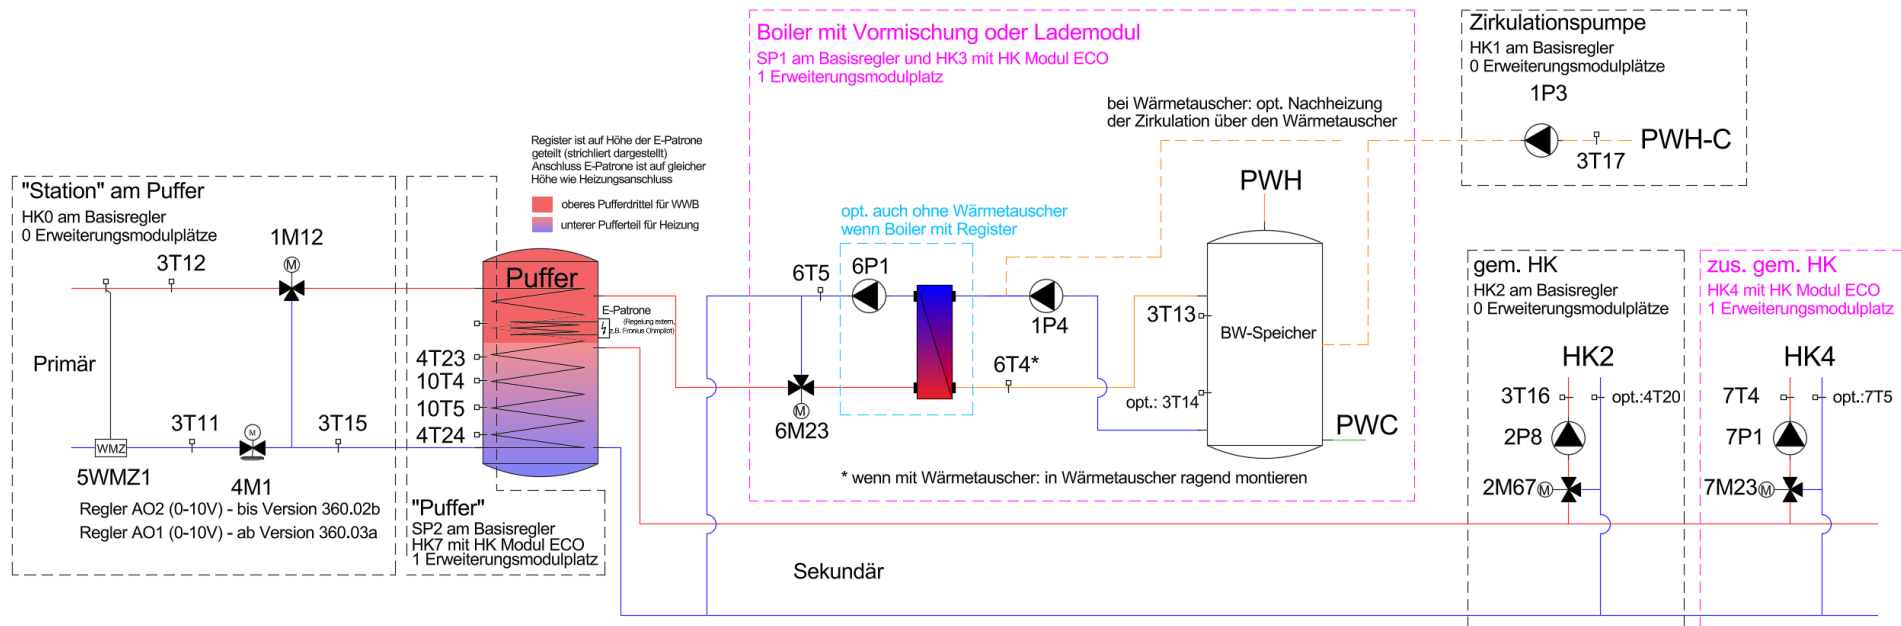 "Station" am Puffer
HK0 am Basisregler
0 Erweiterungsmodulplätze
1M12
3T12
Primär
3T11
3T15
WMZ
M
M
5WMZ1
4M1
Regler AO2 (0-10V) - bis Version 360.02b
Regler AO1 (0-10V) - ab Version 360.03a
Register ist auf Höhe der E-Patrone
geteilt (strichliert dargestellt)
Anschluss E-Patrone ist auf gleicher
Höhe wie Heizungsanschluss
oberes Pufferdrittel für WWB
unterer Pufferteil für Heizung
Puffer
E-Patrone
(Regelung extern,
z.B. Fronius Ohmpilot)
4T23
10T4
10T5
4T24
"Puffer"
SP2 am Basisregler
HK7 mit HK Modul ECO
1 Erweiterungsmodulplatz
Boiler mit Vormischung oder Lademodul
SP1 am Basisregler und HK3 mit HK Modul ECO
1 Erweiterungsmodulplatz
bei Wärmetauscher: opt. Nachheizung
der Zirkulation über den Wärmetauscher
opt. auch ohne Wärmetauscher
wenn Boiler mit Register
6T5
6P1
1P4
6T4*
M
6M23
PWH
3T13
BW-Speicher
opt.: 3T14
PWC
* wenn mit Wärmetauscher: in Wärmetauscher ragend montieren
Sekundär
Zirkulationspumpe
HK1 am Basisregler
0 Erweiterungsmodulplätze
1P3
3T17
PWH-C
gem. HK
HK2 am Basisregler
0 Erweiterungsmodulplätze
HK2
3T16
opt.:4T20
2P8
2M67
M
zus. gem. HK
HK4 mit HK Modul ECO
1 Erweiterungsmodulplatz
HK4
7T4
opt.:7T5
7P1
7M23
M